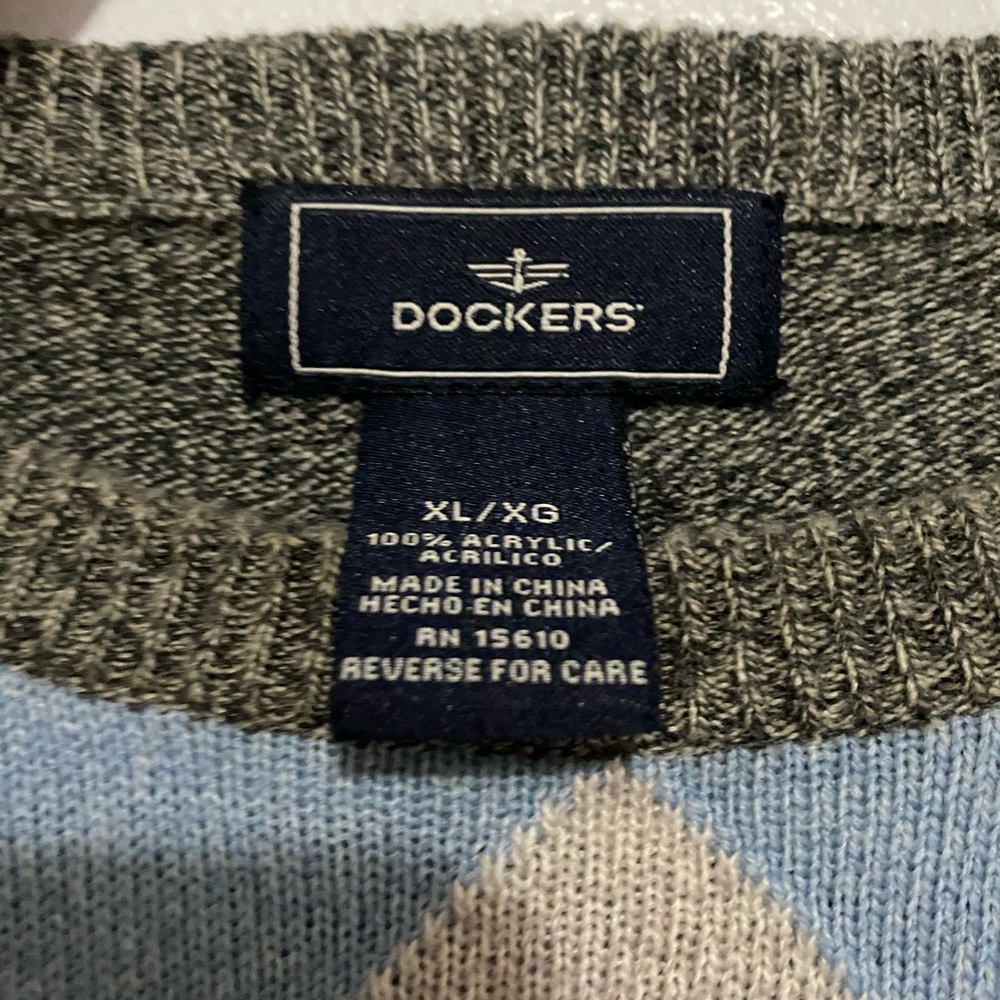 DOCKERS
XL/XG
100% ACRYLIC/
ACRILICO
MADE IN CHINA
HECHO EN CHINA
RN 15610
REVERSE FOR CARE